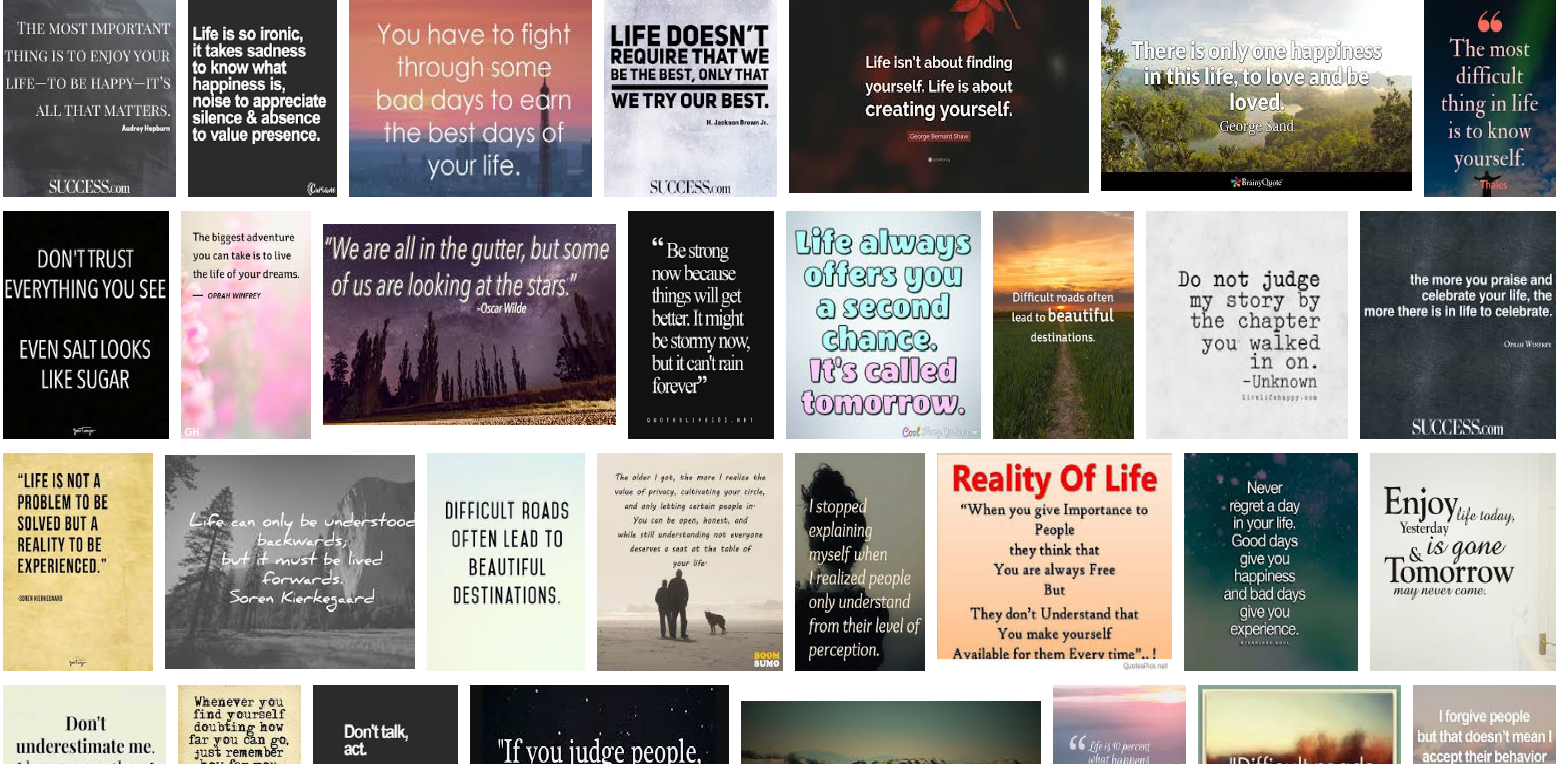 THE MOST IMPORTANT
THING IS TO ENJOY YOUR
LIFE—TO BE HAPPY—IT'S
ALL THAT MATTERS.
Audrey Hepburn
SUCCESS.com
Life is so ironic,
it takes sadness
to know what
happiness is,
noise to appreciate
silence & absence
to value presence.
You have to fight
through some
bad days to earn
the best days of
your life.
LIFE DOESN'T
REQUIRE THAT WE
BE THE BEST, ONLY THAT
WE TRY OUR BEST.
H. Jackson Brown Jr.
SUCCESS.com
Life isn't about finding
yourself. Life is about
creating yourself.
George Bernard Shaw
There is only one happiness
in this life, to love and be
loved.
George Sand
BrainyQuote
The most
difficult
thing in life
is to know
yourself.
- Thales
DON'T TRUST
EVERYTHING YOU SEE
EVEN SALT LOOKS
LIKE SUGAR
The biggest adventure
you can take is to live
the life of your dreams.
— OPRAH WINFREY
GH
"We are all in the gutter, but some
of us are looking at the stars."
-Oscar Wilde
“ Be strong
now because
things will get
better. It might
be stormy now,
but it can't rain
forever”
QUOTESLIFE101.NET
Life always
offers you
a second
chance.
It's called
tomorrow.
Difficult roads often
lead to beautiful
destinations.
Do not judge
my story by
the chapter
you walked
in on.
-Unknown
livelifehappy.com
the more you praise and
celebrate your life, the
more there is in life to celebrate.
OPRAH WINFREY
SUCCESS.com
“LIFE IS NOT A
PROBLEM TO BE
SOLVED BUT A
REALITY TO BE
EXPERIENCED.”
-SOREN KIERKEGAARD
Life can only be understood
backwards;
but it must be lived
forwards.
Soren Kierkegaard
DIFFICULT ROADS
OFTEN LEAD TO
BEAUTIFUL
DESTINATIONS.
The older I get, the more I realize the
value of privacy, cultivating your circle,
and only letting certain people in.
You can be open, honest, and
while still understanding not everyone
deserves a seat at the table of
your life.
BOOM
SUMO
I stopped
explaining
myself when
I realized people
only understand
from their level of
perception.
Reality Of Life
“When you give Importance to
People
they think that
You are always Free
But
They don't Understand that
You make yourself
Available for them Every time”.. !
QuotesPics.net
Never
regret a day
in your life.
Good days
give you
happiness
and bad days
give you
experience.
Enjoy life today,
Yesterday
is gone
& Tomorrow
may never come.
Don't
underestimate me.
Whenever you
find yourself
doubting how
far you can go,
just remember
how far you
Don't talk,
act.
"If you judge people,
“ Life is 10 percent
what happens
"Difficult roads
I forgive people
but that doesn't mean I
accept their behavior